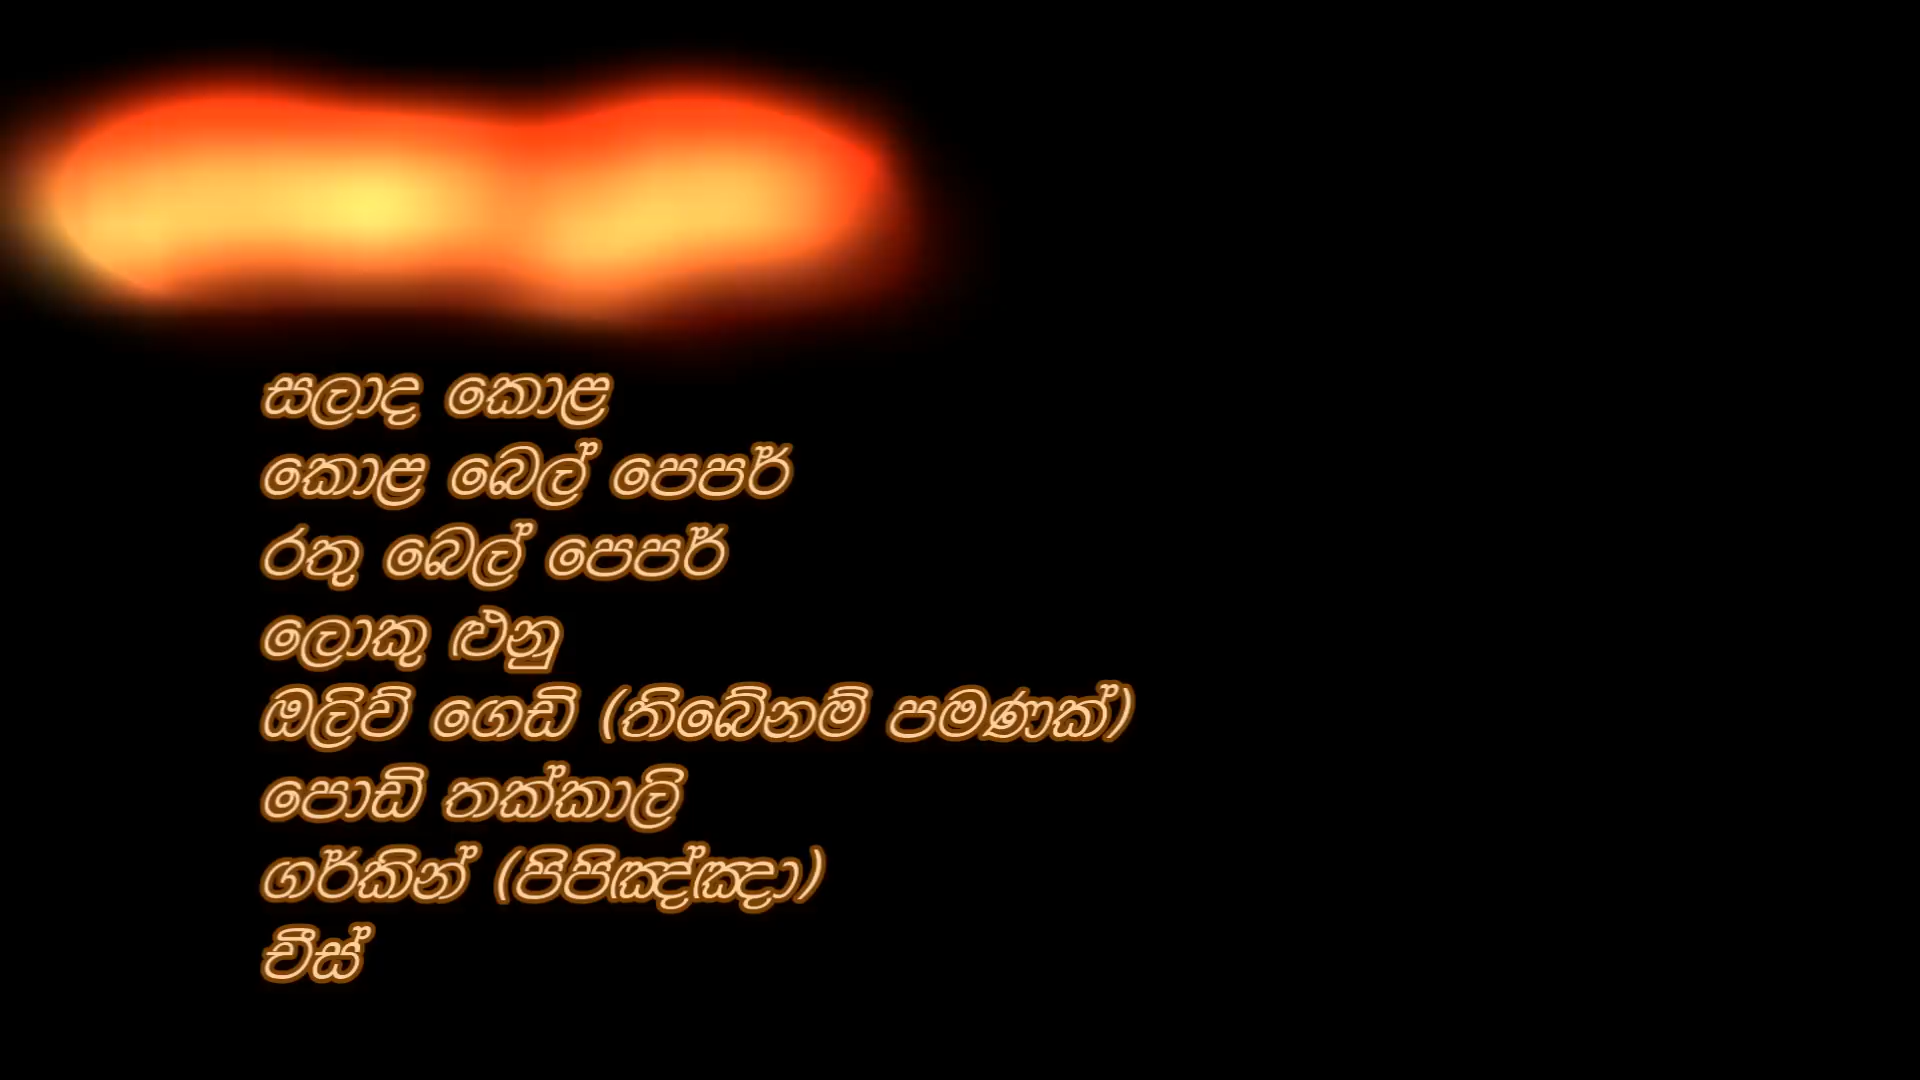 සලාද කොළ
කොළ බෙල් පෙපර්
රතු බෙල් පෙපර්
ලොකු ළුනු
ඔලිව් ගෙඩි (තිබේනම් පමණක්)
පොඩි තක්කාලි
ගර්කින් (පිපිඤ්ඤා)
චීස්